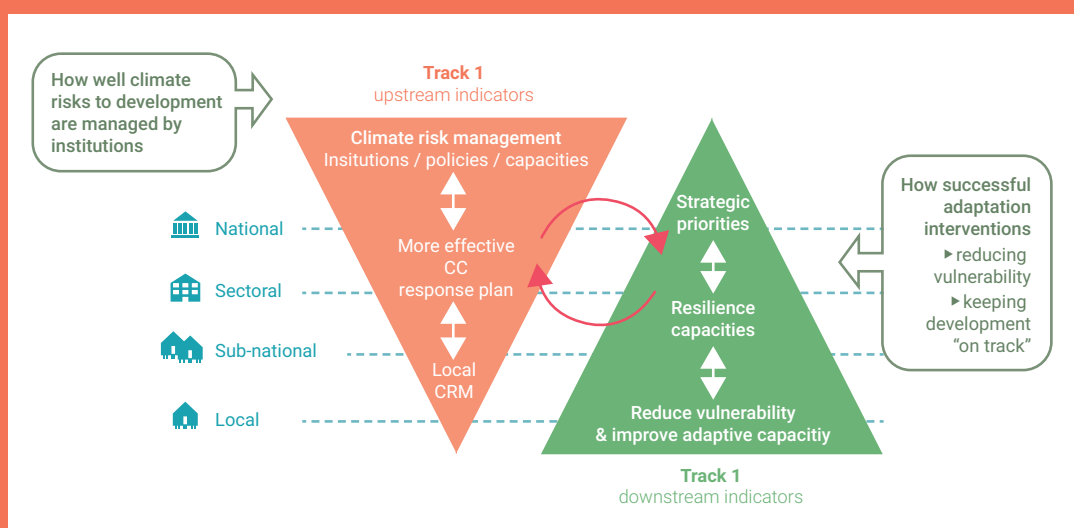 How well climate
risks to development
are managed by
institutions
Track 1
upstream indicators
Climate risk management
Insitutions / policies / capacities
More effective
CC
response plan
Local
CRM
National
Sectoral
Sub-national
Local
Strategic
priorities
Resilience
capacities
Reduce vulnerability
& improve adaptive capacitiy
Track 1
downstream indicators
How successful
adaptation
interventions
▸ reducing
vulnerability
▸ keeping
development
“on track”